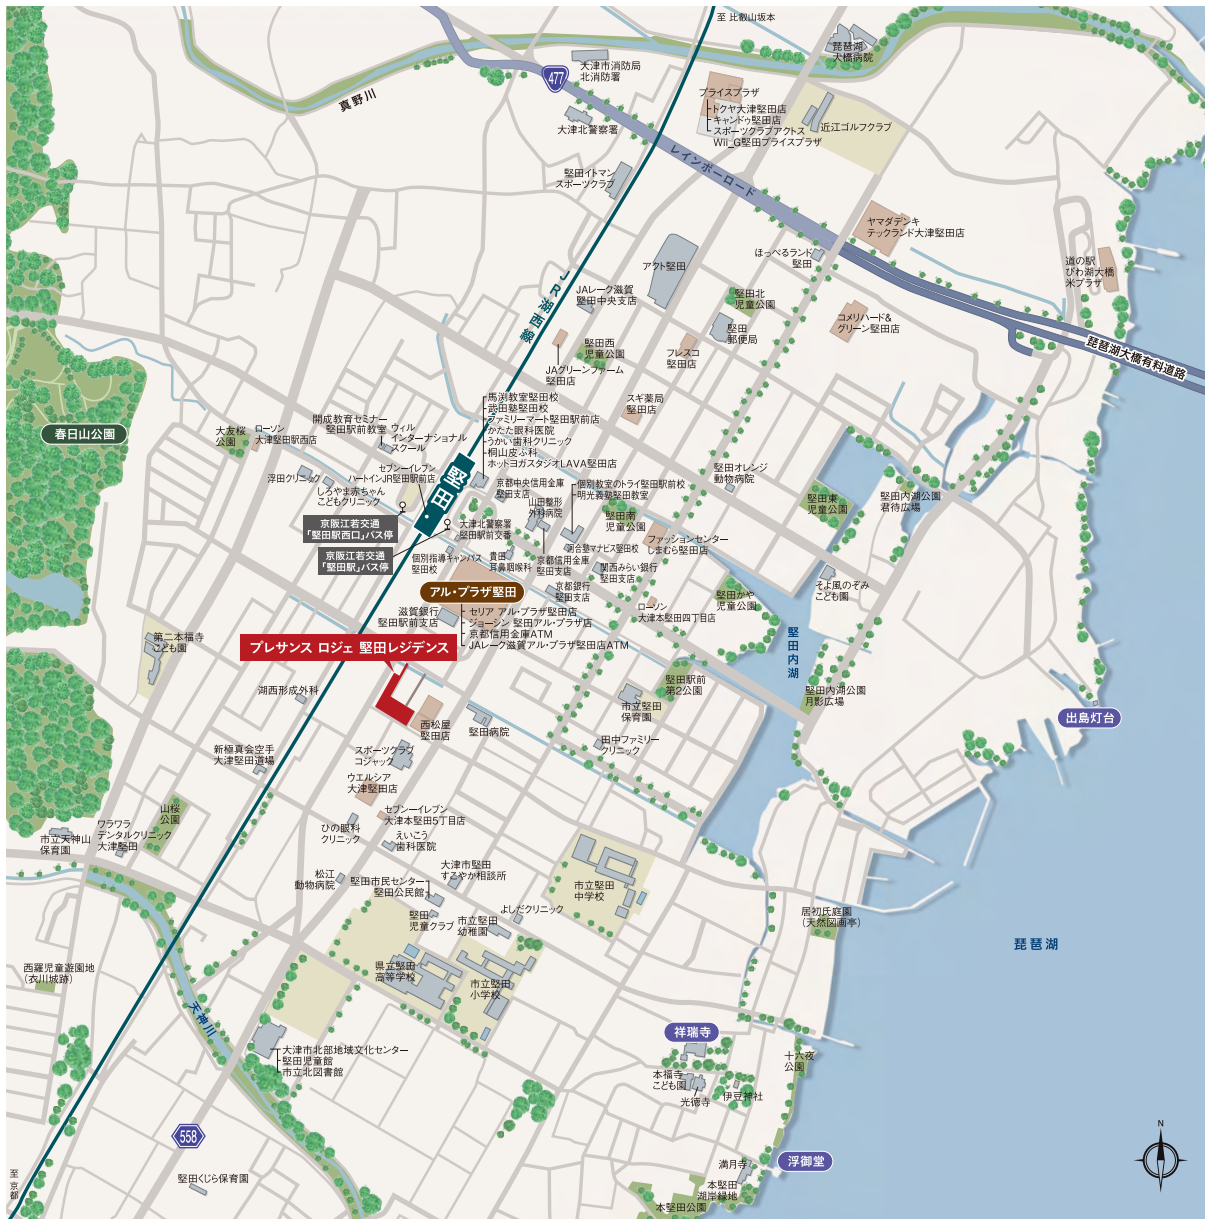 至 比叡山坂本
琵琶湖
大橋病院
大津市消防局
北消防署
477
真野川
プライスプラザ
トクヤ大津堅田店
キャンドゥ堅田店
スポーツクラブアクトス
Wii_G堅田プライスプラザ
近江ゴルフクラブ
大津北警察署
レインボーロード
堅田イトマン
スポーツクラブ
ヤマダデンキ
テックランド大津堅田店
ほっぺるランド
堅田
アクト堅田
道の駅
びわ湖大橋
米プラザ
JR湖西線
JAレーク滋賀
堅田中央支店
堅田北
児童公園
コメリハード&
グリーン堅田店
堅田
郵便局
琵琶湖大橋有料道路
堅田西
児童公園
フレスコ
堅田店
JAグリーンファーム
堅田店
馬渕教室堅田校
武田塾堅田校
ファミリーマート堅田駅前店
かたた眼科医院
うかい歯科クリニック
桐山皮ふ科
ホットヨガスタジオLAVA堅田店
スギ薬局
堅田店
開成教育セミナー
堅田駅前教室
ウィル
インターナショナル
スクール
春日山公園
大友桜
公園
ローソン
大津堅田駅西店
浮田クリニック
しろやま赤ちゃん
こどもクリニック
セブンーイレブン
ハートインJR堅田駅前店
堅田
京都中央信用金庫
堅田支店
山田整形
外科病院
個別教室のトライ堅田駅前校
明光義塾堅田教室
堅田オレンジ
動物病院
堅田東
児童公園
堅田内湖公園
君待広場
堅田南
児童公園
京阪江若交通
「堅田駅西口」バス停
京阪江若交通
「堅田駅」バス停
大津北警察署
堅田駅前交番
ファッションセンター
しまむら堅田店
河合塾マナビス堅田校
個別指導キャンパス
堅田校
貴田
耳鼻咽喉科
京都信用金庫
堅田支店
関西みらい銀行
堅田支店
アル・プラザ堅田
京都銀行
堅田支店
そよ風のぞみ
こども園
堅田かや
児童公園
ローソン
大津本堅田四丁目店
滋賀銀行
堅田駅前支店
セリア アル・プラザ堅田店
ジョーシン 堅田アル・プラザ店
京都信用金庫ATM
JAレーク滋賀アル・プラザ堅田店ATM
堅田内湖
第二本福寺
こども園
プレサンス ロジェ 堅田レジデンス
湖西形成外科
堅田駅前
第2公園
堅田内湖公園
月影広場
市立堅田
保育園
出島灯台
西松屋
堅田店
堅田病院
田中ファミリー
クリニック
新極真会空手
大津堅田道場
スポーツクラブ
コジャック
ウエルシア
大津堅田店
山桜
公園
セブンーイレブン
大津本堅田5丁目店
ワラワラ
デンタルクリニック
大津堅田
市立天神山
保育園
ひの眼科
クリニック
えいこう
歯科医院
松江
動物病院
大津市堅田
すこやか相談所
堅田市民センター
堅田公民館
市立堅田
中学校
堅田
児童クラブ
よしだクリニック
市立堅田
幼稚園
居初氏庭園
（天然図画亭）
琵琶湖
西羅児童遊園地
（衣川城跡）
県立堅田
高等学校
市立堅田
小学校
天神川
祥瑞寺
大津市北部地域文化センター
堅田児童館
市立北図書館
十六夜
公園
本福寺
こども園
光徳寺
伊豆神社
N
558
浮御堂
満月寺
堅田くじら保育園
本堅田
湖岸緑地
本堅田公園
至 京都